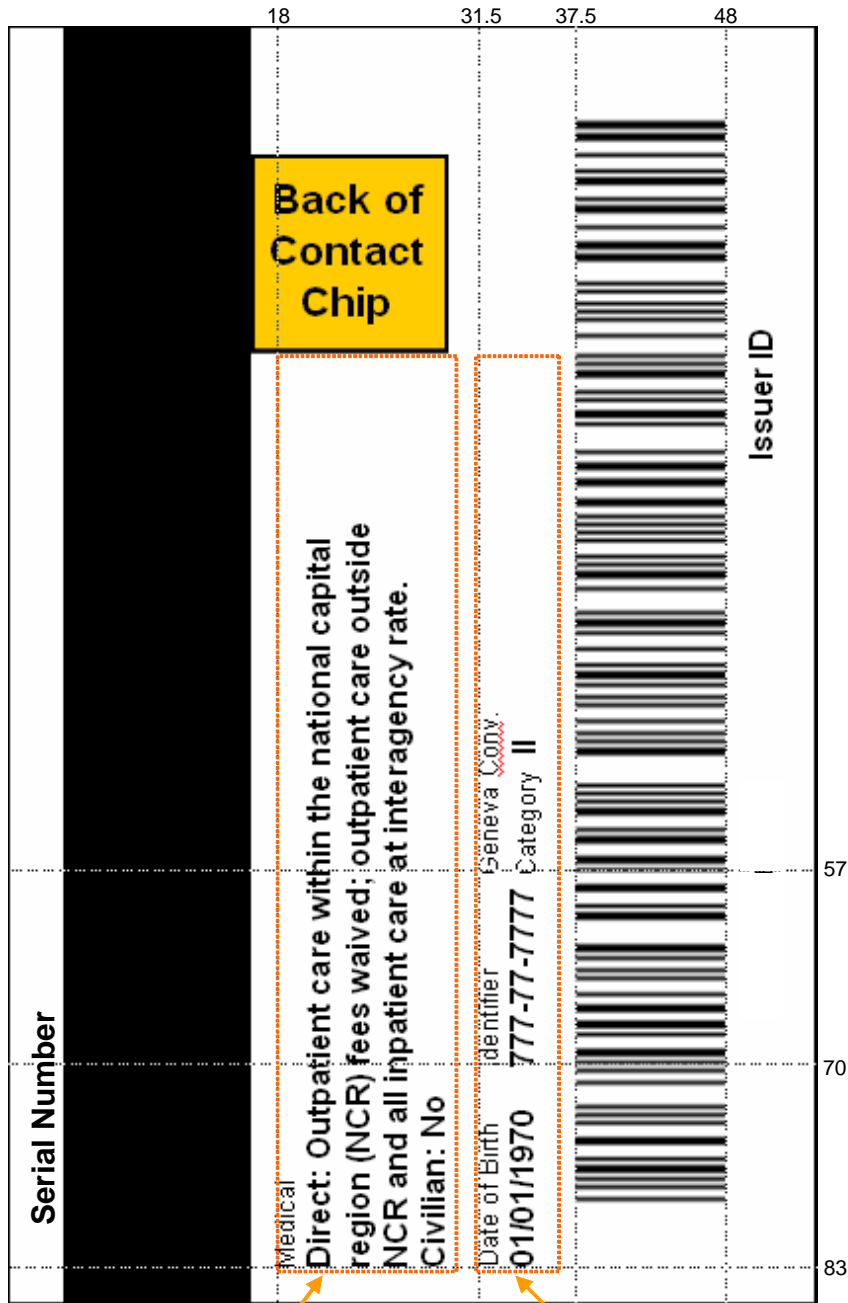 18
31.5
37.5
48
Back of
Contact
Chip
Issuer ID
Medical
Direct: Outpatient care within the national capital
region (NCR) fees waived; outpatient care outside
NCR and all inpatient care at interagency rate.
Civilian: No
Geneva Conv.
Category II
identifier
777-77-7777
Date of Birth
01/01/1970
Serial Number
57
70
83